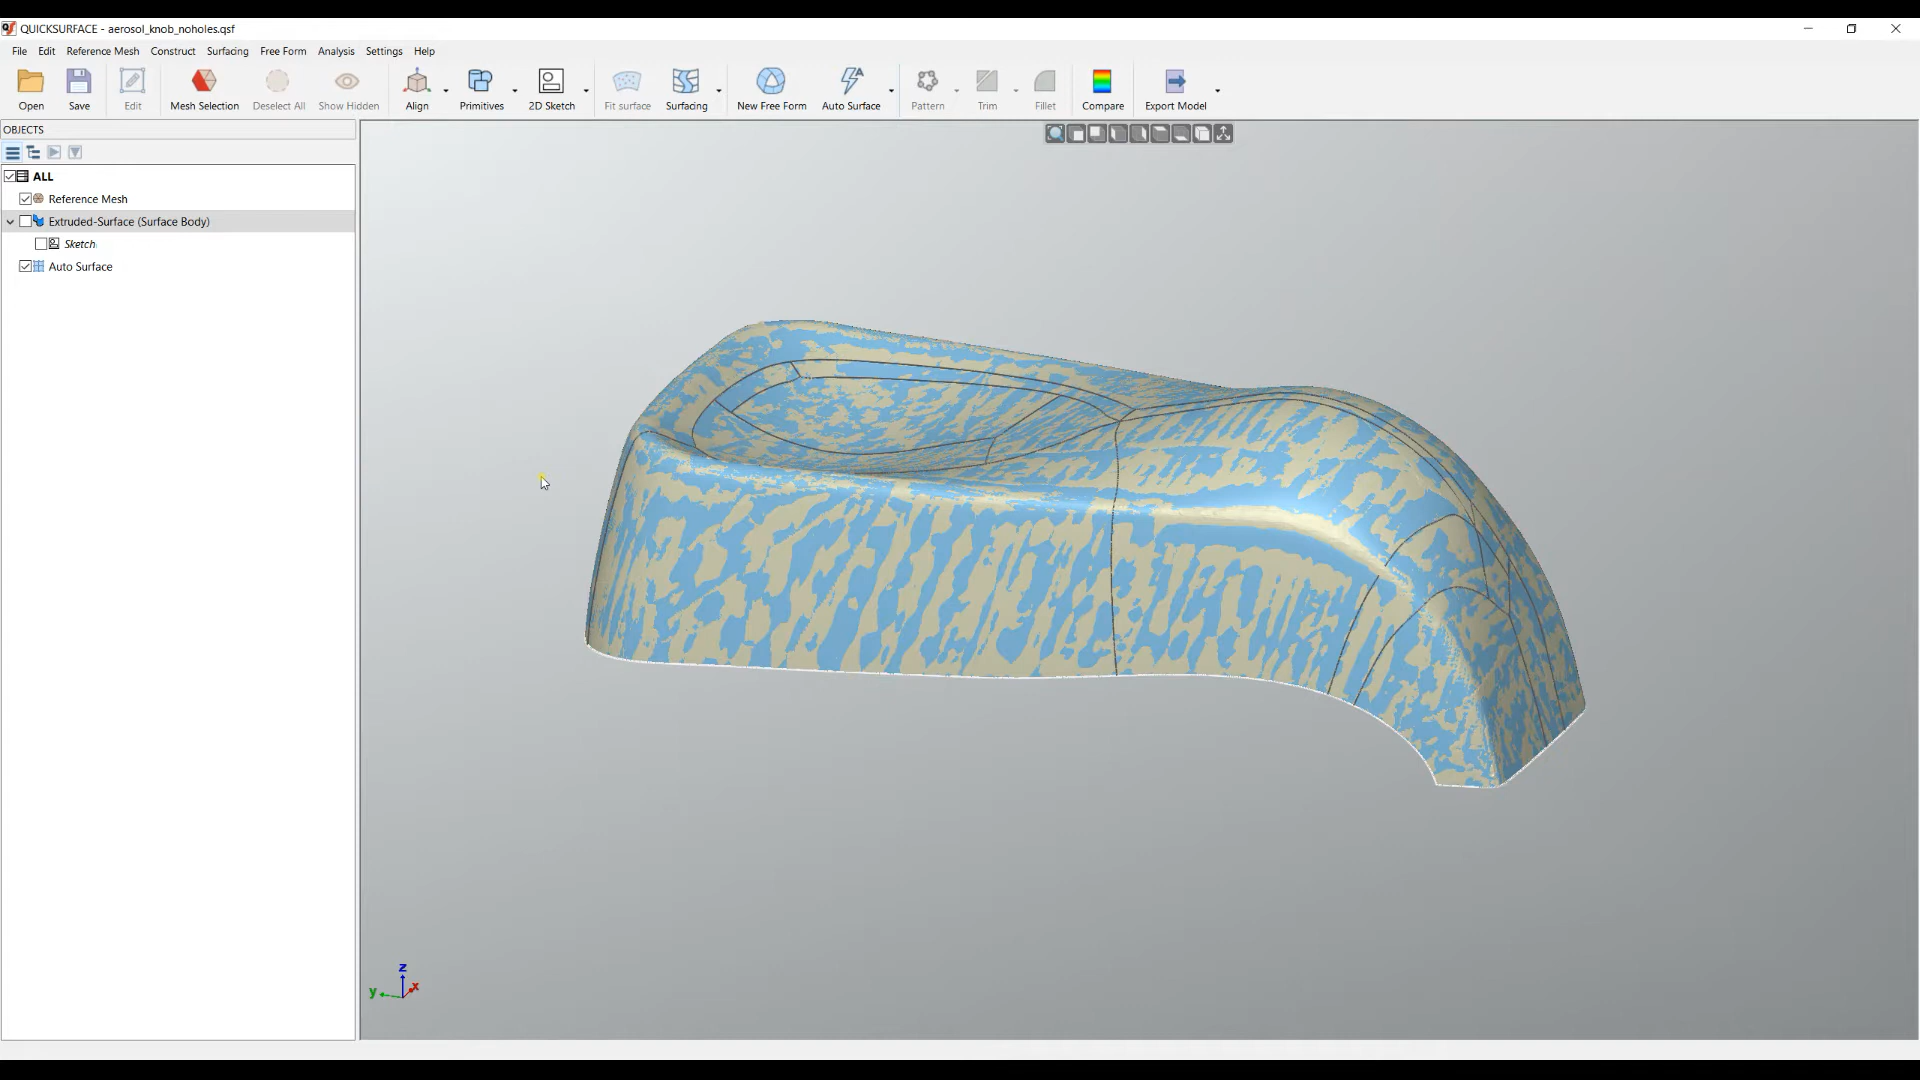 QUICKSURFACE - aerosol_knob_noholes.qsf
File Edit Reference Mesh Construct Surfacing Free Form Analysis Settings Help
Open Save Edit Mesh Selection Deselect All Show Hidden Align Primitives 2D Sketch Fit surface Surfacing New Free Form Auto Surface Pattern Trim Fillet Compare Export Model
OBJECTS
ALL
Reference Mesh
Extruded-Surface (Surface Body)
Sketch
Auto Surface
z
y x